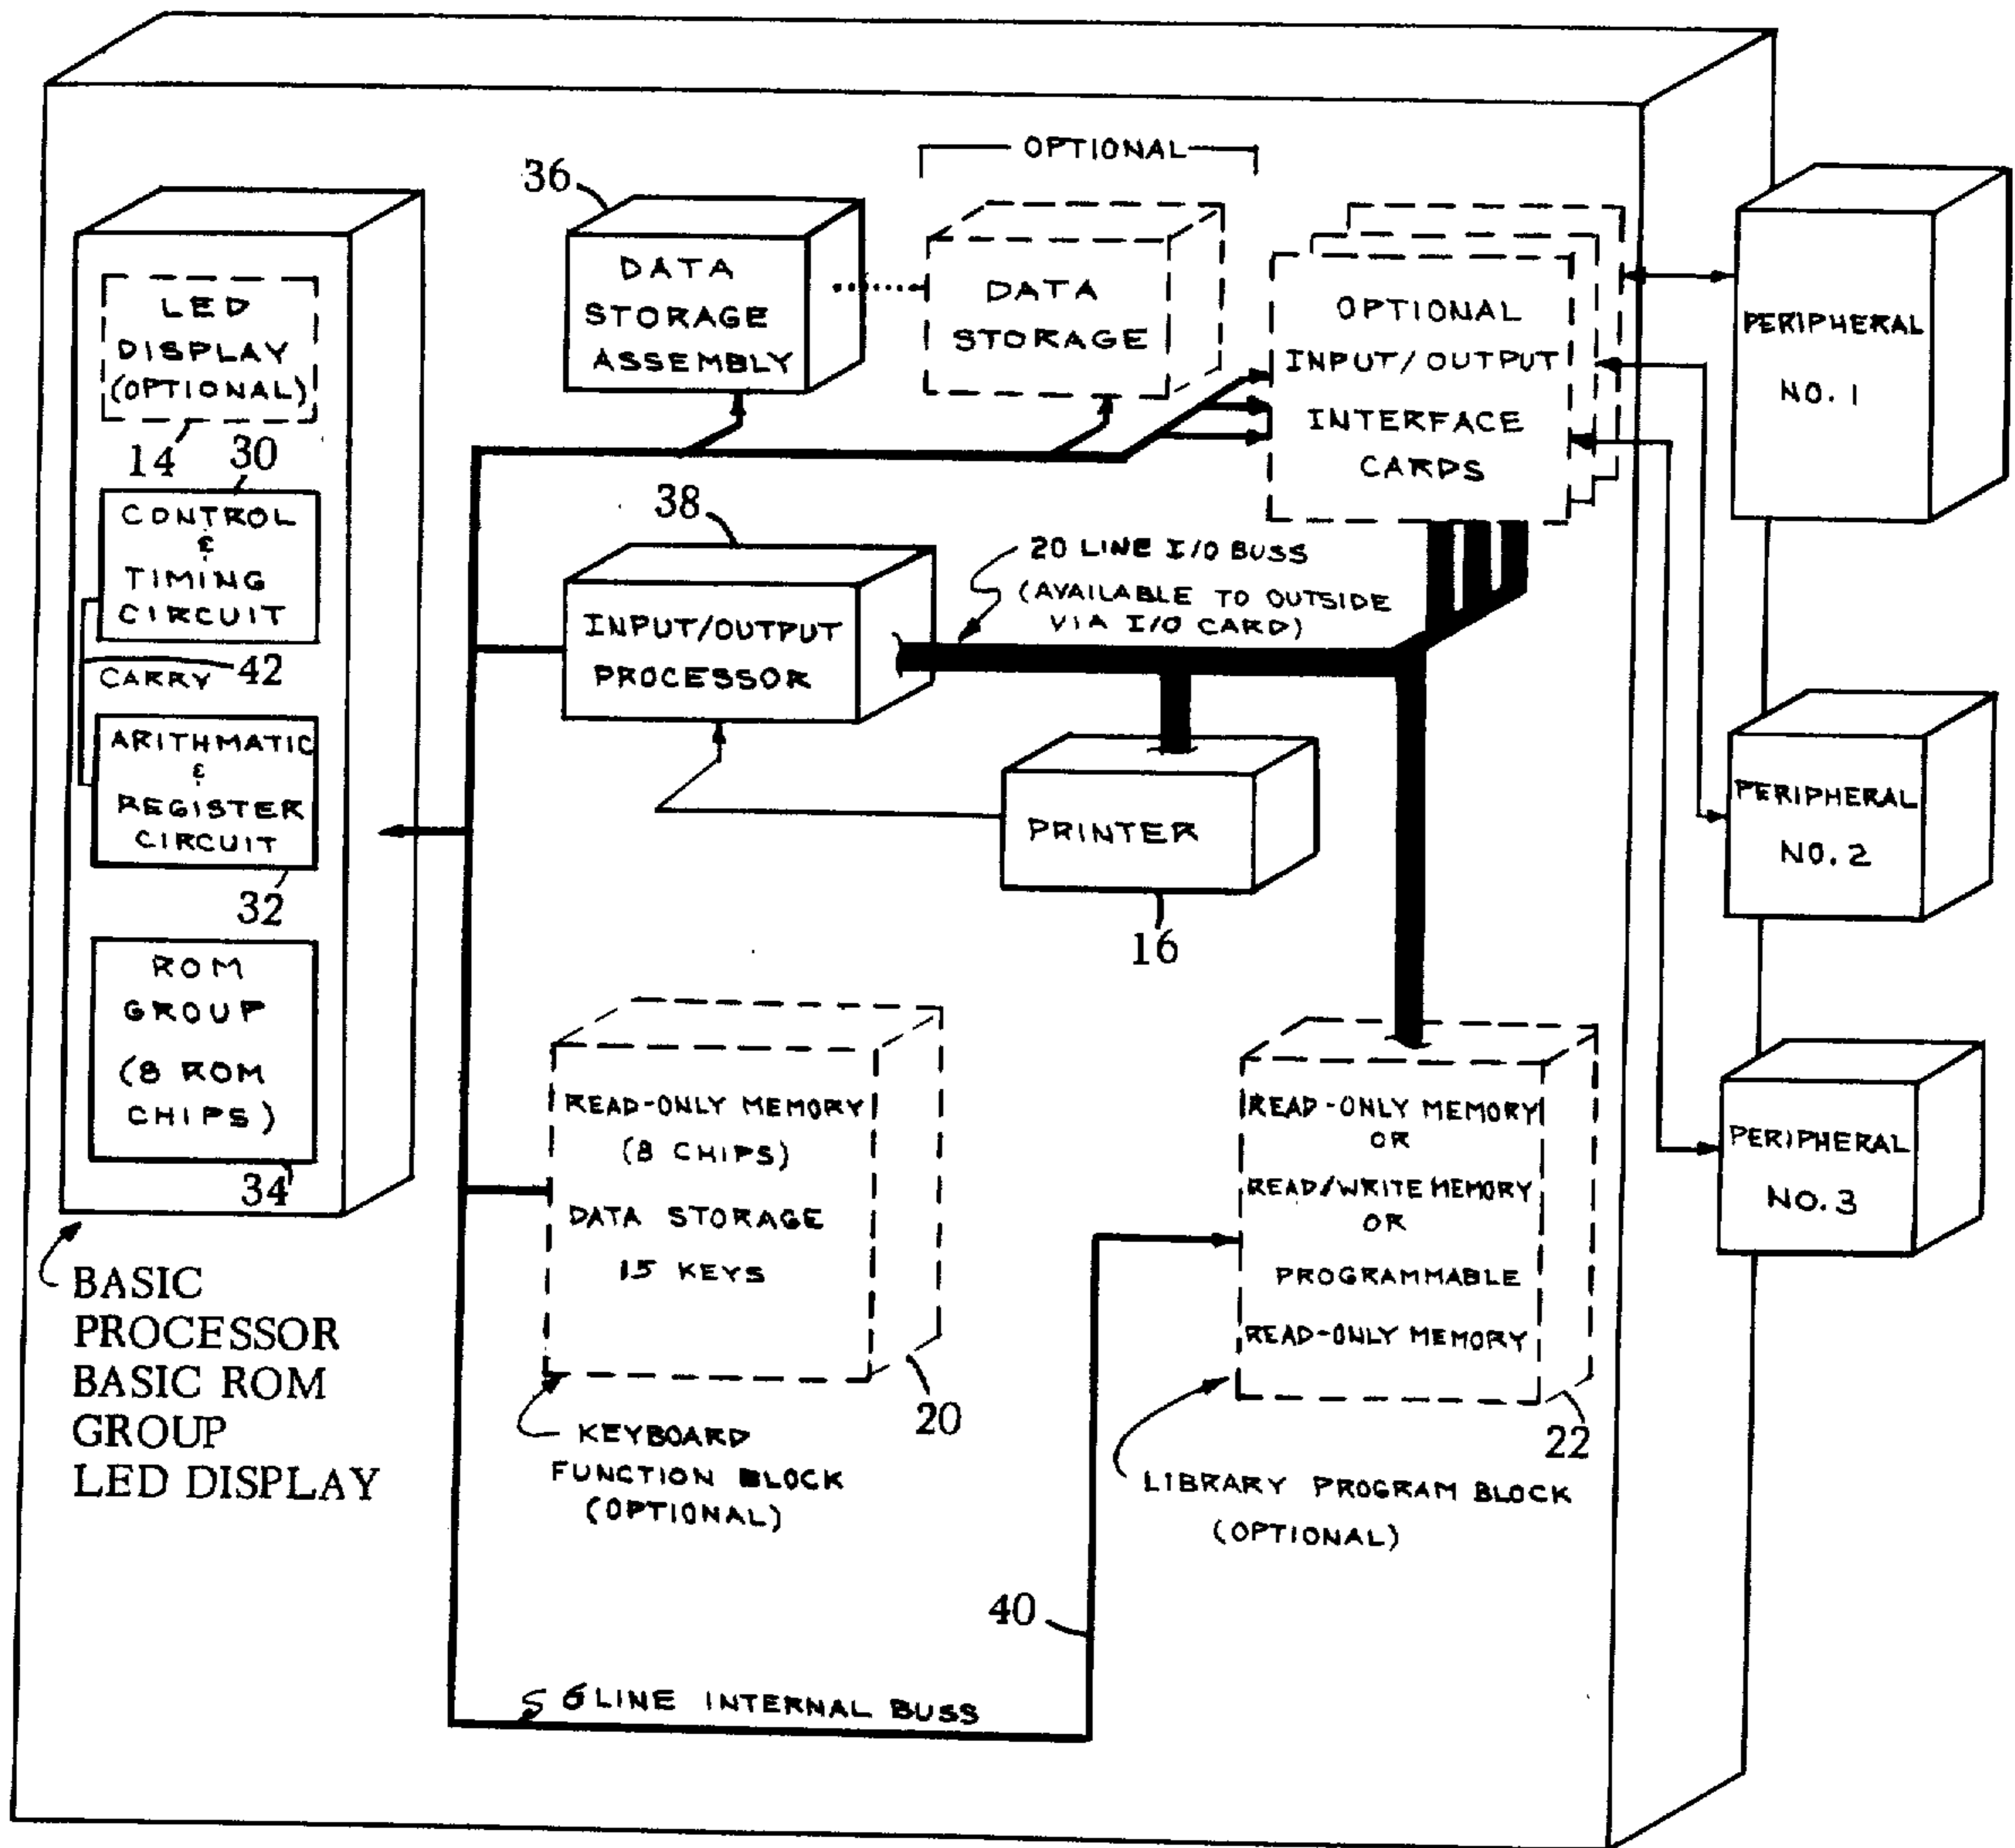 OPTIONAL
36
DATA
STORAGE
ASSEMBLY
DATA
STORAGE
OPTIONAL
INPUT/OUTPUT
INTERFACE
CARDS
PERIPHERAL
NO. 1
LED
DISPLAY
(OPTIONAL)
14
30
CONTROL
&
TIMING
CIRCUIT
CARRY
42
ARITHMATIC
&
REGISTER
CIRCUIT
32
ROM
GROUP
(8 ROM
CHIPS)
34
BASIC
PROCESSOR
BASIC ROM
GROUP
LED DISPLAY
38
INPUT/OUTPUT
PROCESSOR
20 LINE I/O BUSS
(AVAILABLE TO OUTSIDE
VIA I/O CARD)
PRINTER
16
PERIPHERAL
NO. 2
PERIPHERAL
NO. 3
READ-ONLY MEMORY
(8 CHIPS)
DATA STORAGE
15 KEYS
20
KEYBOARD
FUNCTION BLOCK
(OPTIONAL)
READ-ONLY MEMORY
OR
READ/WRITE MEMORY
OR
PROGRAMMABLE
READ-ONLY MEMORY
22
LIBRARY PROGRAM BLOCK
(OPTIONAL)
40
6 LINE INTERNAL BUSS